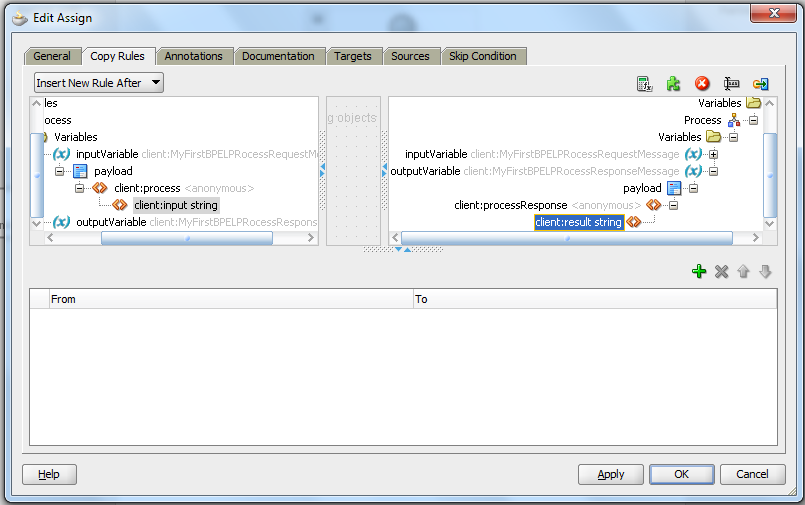 Edit Assign
General Copy Rules Annotations Documentation Targets Sources Skip Condition
Insert New Rule After
les
ocess
Variables
inputVariable client:MyFirstBPELPRocessRequestM
payload
client:process <anonymous>
client:input string
outputVariable client:MyFirstBPELPRocessRespons
g objects
Variables
Process
Variables
inputVariable client:MyFirstBPELPRocessRequestMessage
outputVariable client:MyFirstBPELPRocessResponseMessage
payload
client:processResponse <anonymous>
client:result string
From To
Help Apply OK Cancel